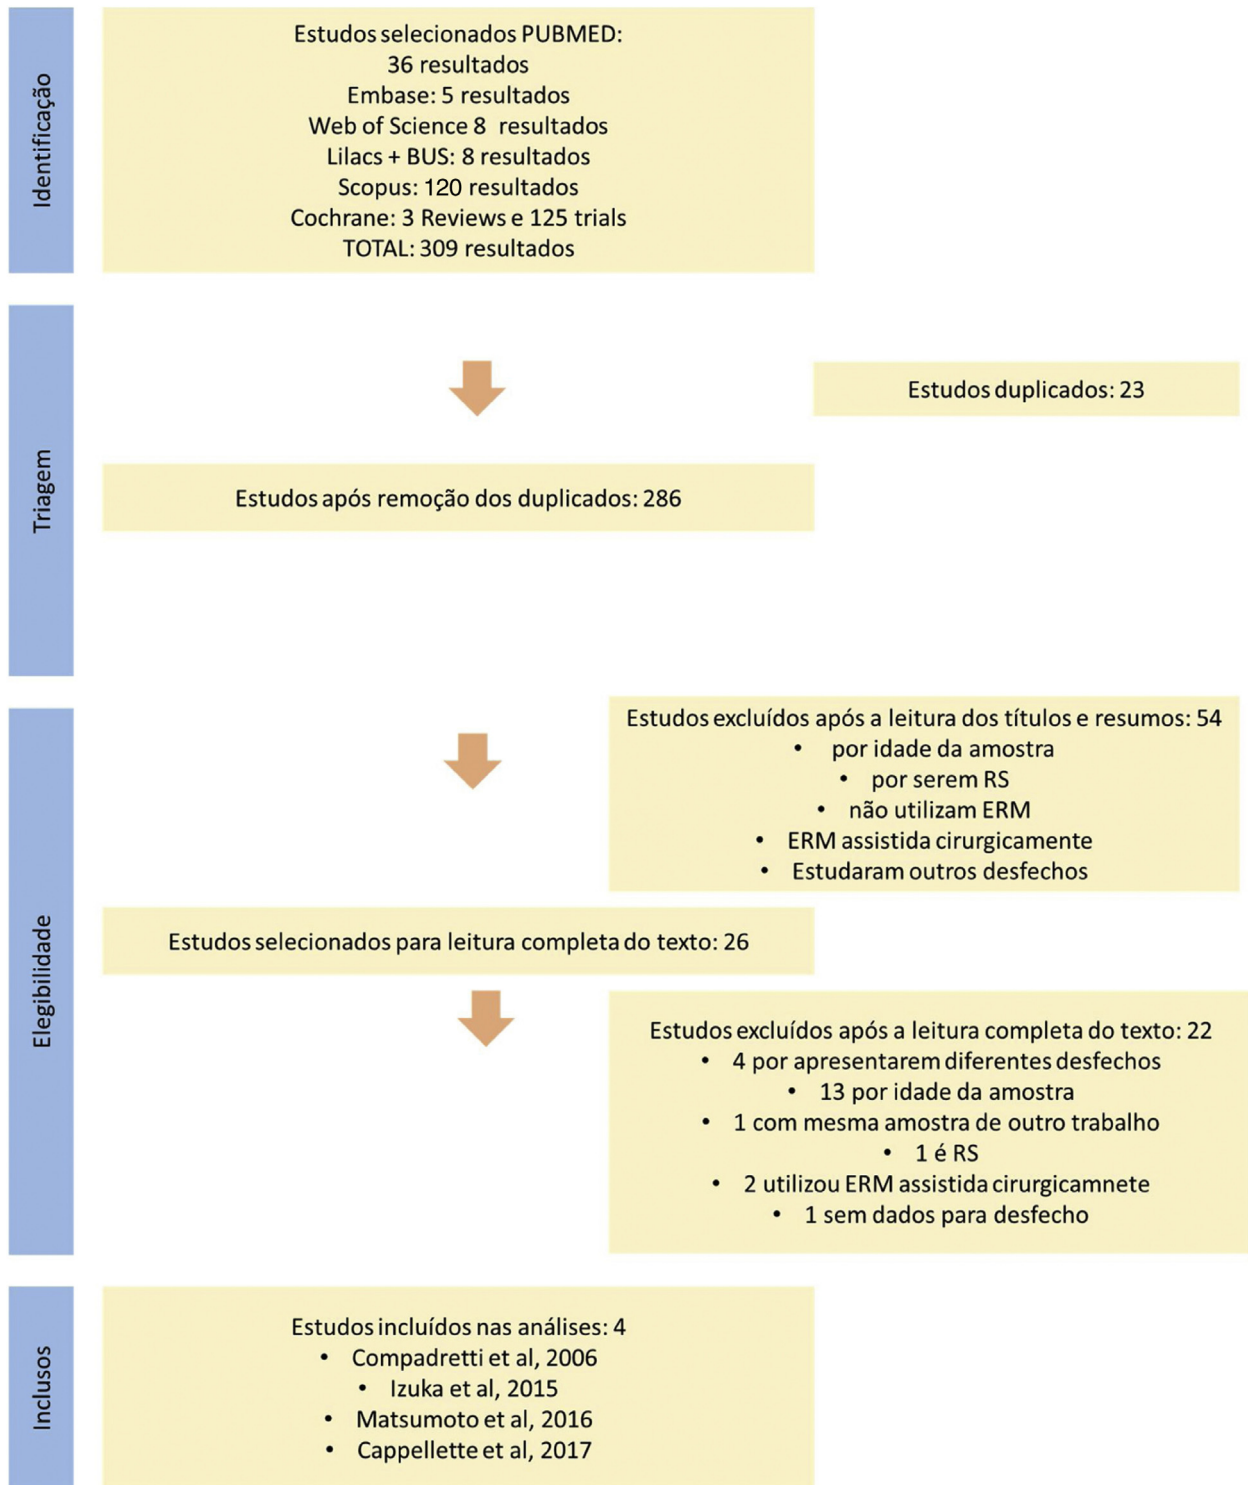 Identificação
Estudos selecionados PUBMED:
36 resultados
Embase: 5 resultados
Web of Science 8 resultados
Lilacs + BUS: 8 resultados
Scopus: 120 resultados
Cochrane: 3 Reviews e 125 trials
TOTAL: 309 resultados
Triagem
Estudos duplicados: 23
Estudos após remoção dos duplicados: 286
Elegibilidade
Estudos excluídos após a leitura dos títulos e resumos: 54
• por idade da amostra
• por serem RS
• não utilizam ERM
• ERM assistida cirurgicamente
• Estudaram outros desfechos
Estudos selecionados para leitura completa do texto: 26
Estudos excluídos após a leitura completa do texto: 22
• 4 por apresentarem diferentes desfechos
• 13 por idade da amostra
• 1 com mesma amostra de outro trabalho
• 1 é RS
• 2 utilizou ERM assistida cirurgicamnete
• 1 sem dados para desfecho
Inclusos
Estudos incluídos nas análises: 4
• Compadretti et al, 2006
• Izuka et al, 2015
• Matsumoto et al, 2016
• Cappellette et al, 2017